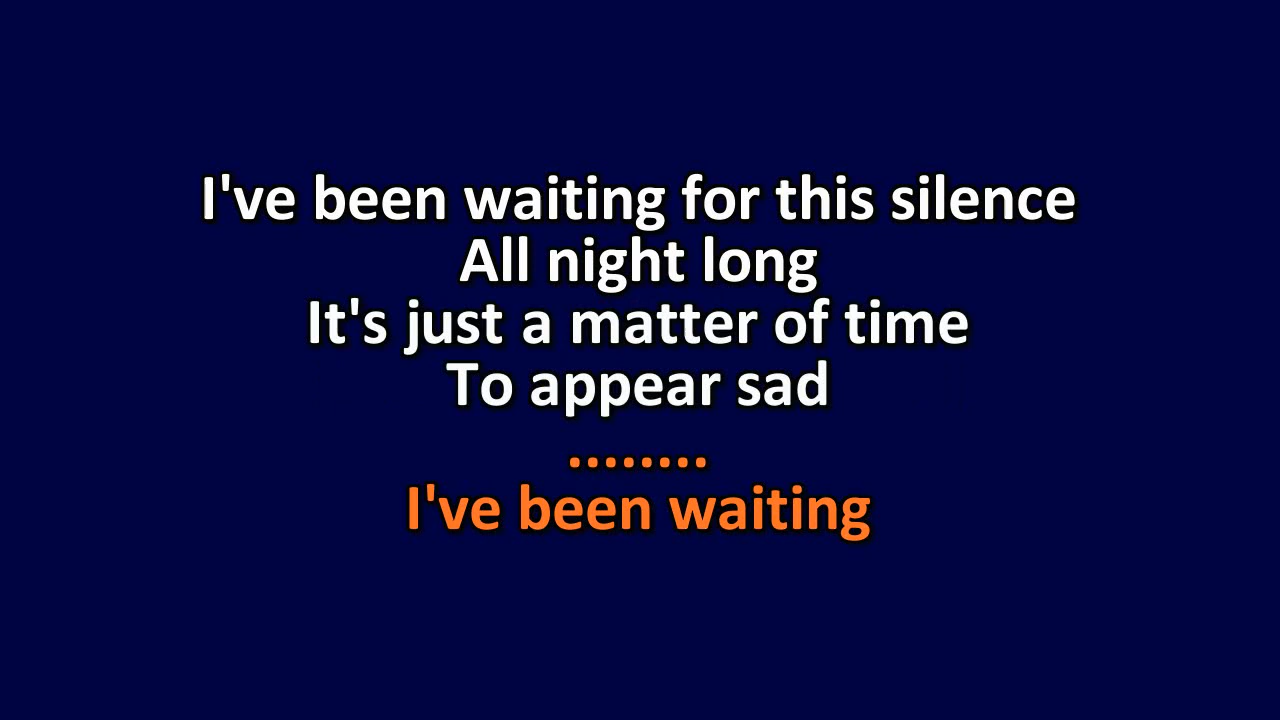 I've been waiting for this silence
All night long
It's just a matter of time
To appear sad
........
I've been waiting